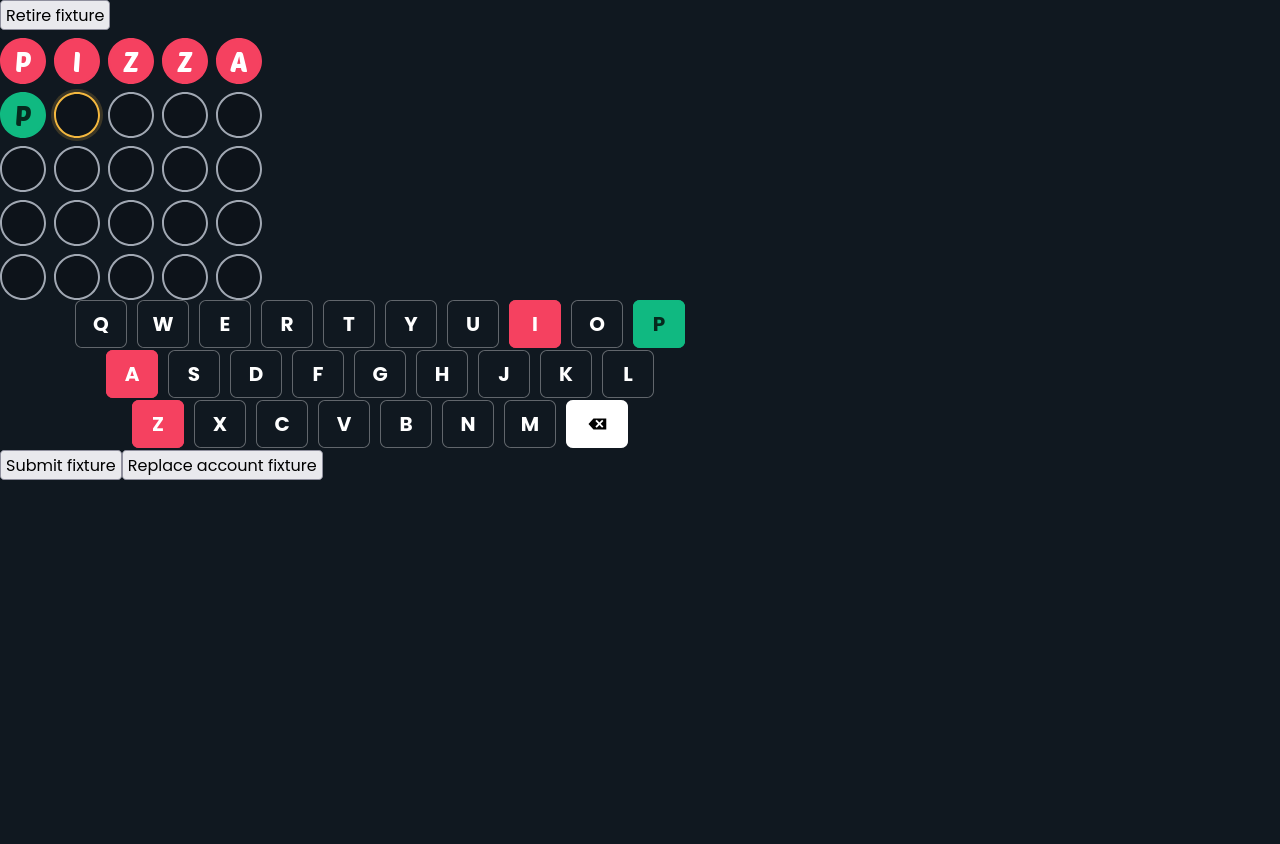 Retire fixture
P I Z Z A
P
Q W E R T Y U I O P
A S D F G H J K L
Z X C V B N M
Submit fixture Replace account fixture